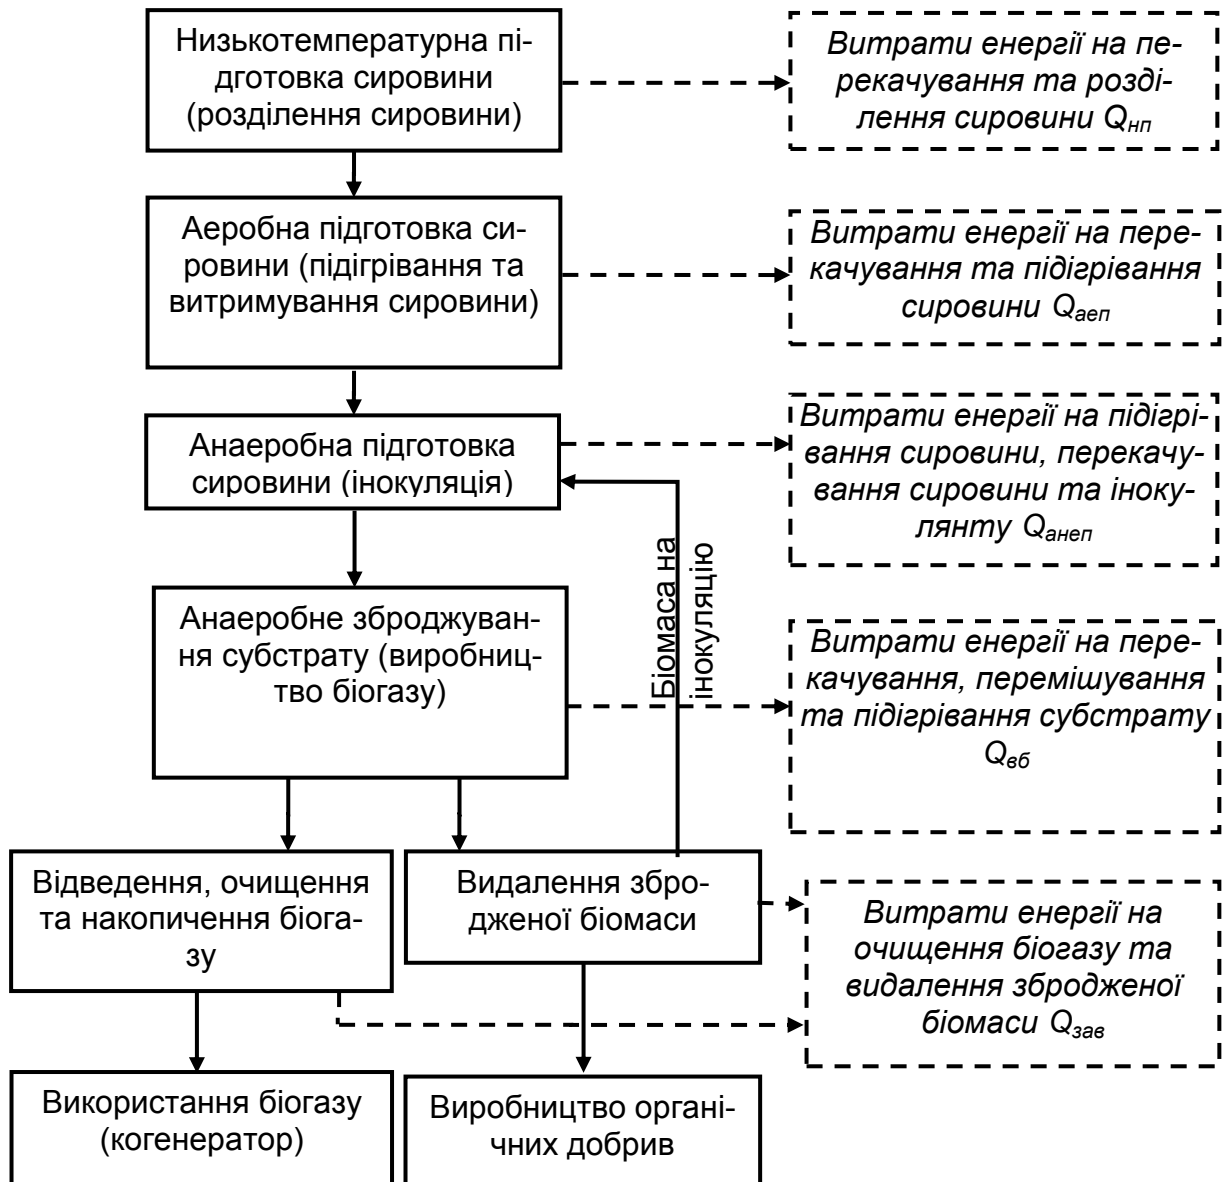 Низькотемпературна пі-
дготовка сировини
(розділення сировини)
Витрати енергії на пе-
рекачування та розді-
лення сировини Qнп
Аеробна підготовка си-
ровини (підігрівання та
витримування сировини)
Витрати енергії на пере-
качування та підігрівання
сировини Qаеп
Анаеробна підготовка
сировини (інокуляція)
Витрати енергії на підігрі-
вання сировини, перекачу-
вання сировини та іноку-
лянту Qанеп
Біомаса на
інокуляцію
Анаеробне зброджуван-
ня субстрату (виробниц-
тво біогазу)
Витрати енергії на пере-
качування, перемішування
та підігрівання субстрату
Qвб
Відведення, очищення
та накопичення біога-
зу
Видалення збро-
дженої біомаси
Витрати енергії на
очищення біогазу та
видалення збродженої
біомаси Qзав
Використання біогазу
(когенератор)
Виробництво органі-
чних добрив